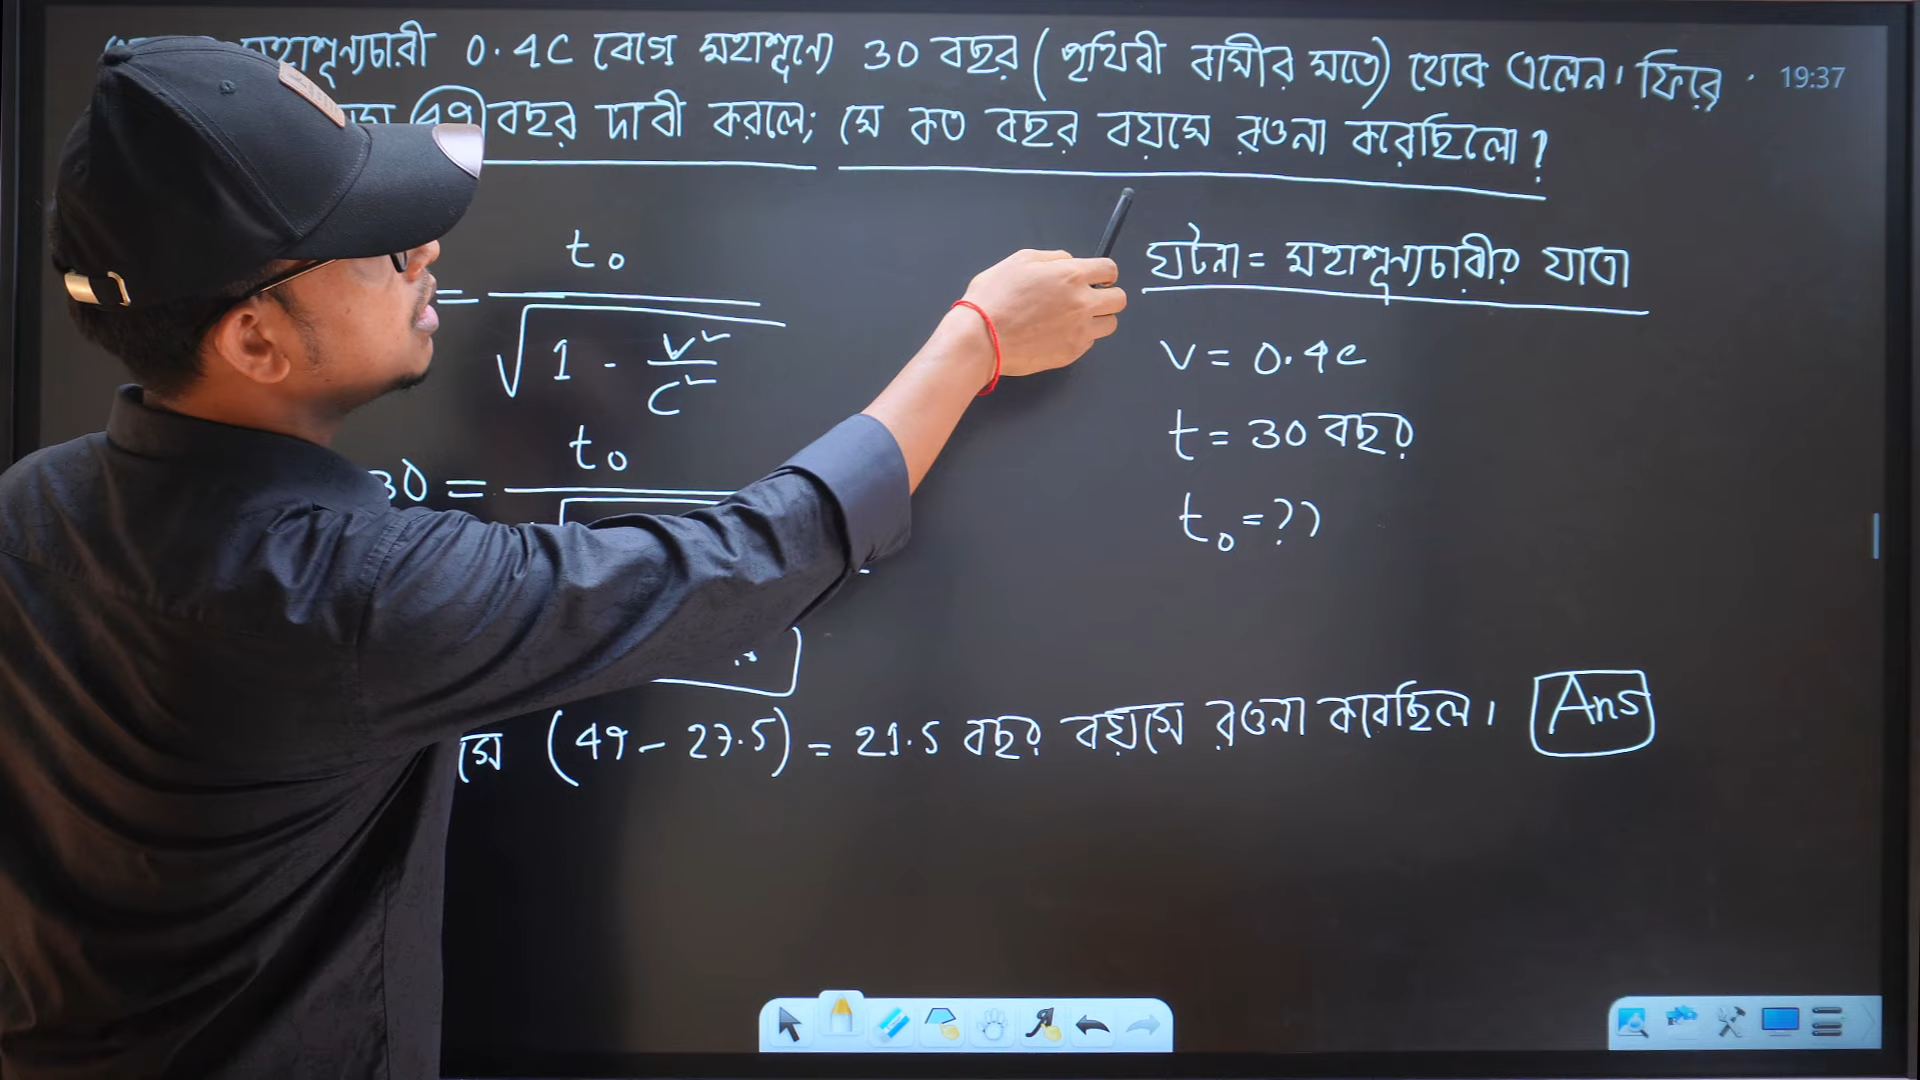 মহাশূন্যচারী 0.4C বেগে মহাশূন্যে 30 বছর (পৃথিবী বাসীর মতে) থেকে এলেন। ফিরে
19:37
বছর দাবী করলে; সে কত বছর বয়সে রওনা করেছিলো?
= t₀ / √(1 - v²/c²)
30 = t₀
ঘটনা = মহাশূন্যচারীর যাত্রা
v = 0.4c
t = 30 বছর
t₀ = ??
সে (49 - 27.5) = 21.5 বছর বয়সে রওনা করেছিল। Ans